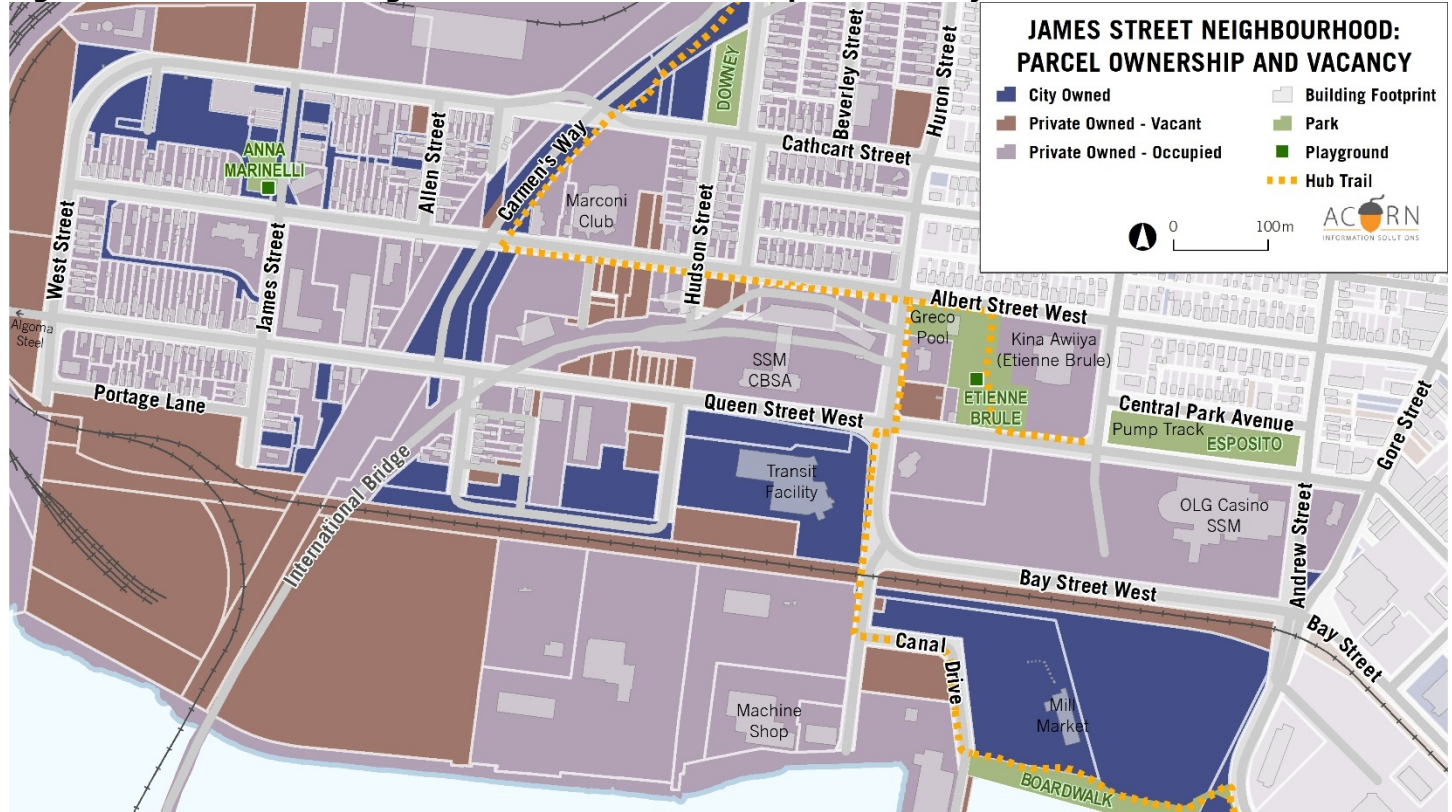 JAMES STREET NEIGHBOURHOOD:
PARCEL OWNERSHIP AND VACANCY
City Owned
Private Owned - Vacant
Private Owned - Occupied
Building Footprint
Park
Playground
Hub Trail
0 100m
ACORN
INFORMATION SOLUTIONS
DOWNEY
Beverley Street
Huron Street
Cathcart Street
Carmen's Way
Allen Street
ANNA
MARINELLI
Marconi
Club
Hudson Street
West Street
James Street
Albert Street West
Greco
Pool
Kina Awiiya
(Etienne Brule)
Algoma
Steel
SSM
CBSA
ETIENNE
BRULE
Central Park Avenue
Pump Track
ESPOSITO
Gore Street
Portage Lane
Queen Street West
International Bridge
Transit
Facility
OLG Casino
SSM
Andrew Street
Bay Street West
Bay Street
Canal Drive
Machine
Shop
Mill
Market
BOARDWALK